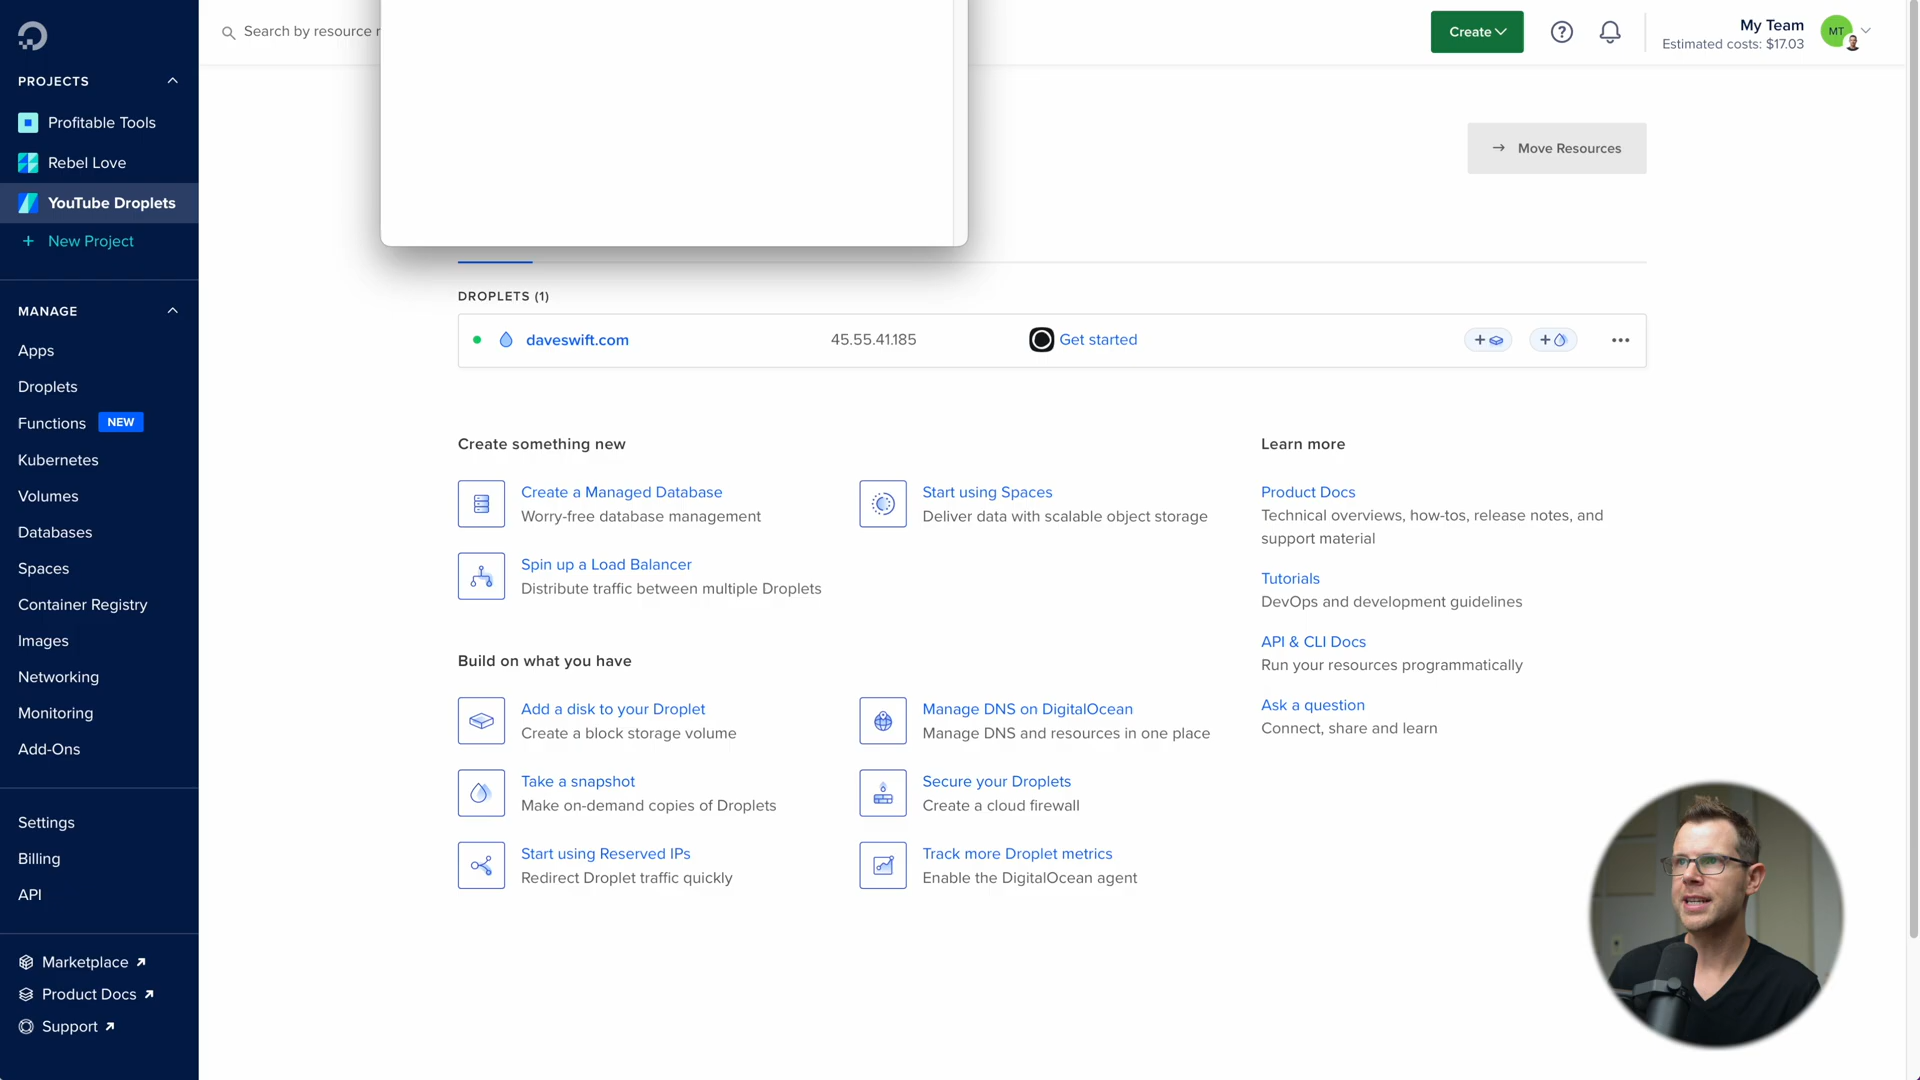 PROJECTS
Profitable Tools
Rebel Love
YouTube Droplets
+ New Project
MANAGE
Apps
Droplets
Functions NEW
Kubernetes
Volumes
Databases
Spaces
Container Registry
Images
Networking
Monitoring
Add-Ons
Settings
Billing
API
Marketplace
Product Docs
Support
Search by resource r
Create
My Team
Estimated costs: $17.03
MT
Move Resources
DROPLETS (1)
daveswift.com 45.55.41.185 Get started
Create something new
Create a Managed Database
Worry-free database management
Start using Spaces
Deliver data with scalable object storage
Spin up a Load Balancer
Distribute traffic between multiple Droplets
Build on what you have
Add a disk to your Droplet
Create a block storage volume
Manage DNS on DigitalOcean
Manage DNS and resources in one place
Take a snapshot
Make on-demand copies of Droplets
Secure your Droplets
Create a cloud firewall
Start using Reserved IPs
Redirect Droplet traffic quickly
Track more Droplet metrics
Enable the DigitalOcean agent
Learn more
Product Docs
Technical overviews, how-tos, release notes, and
support material
Tutorials
DevOps and development guidelines
API & CLI Docs
Run your resources programmatically
Ask a question
Connect, share and learn